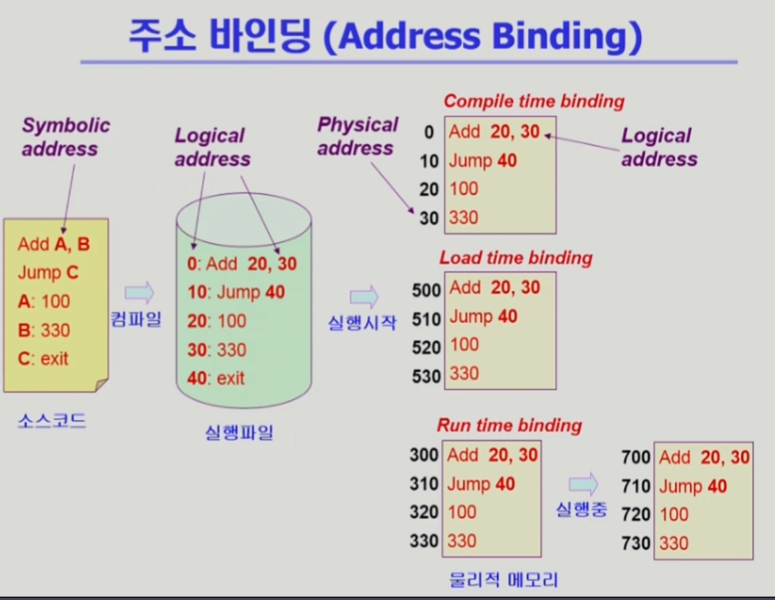 주소 바인딩 (Address Binding)
Symbolic
address
Add A, B
Jump C
A: 100
B: 330
C: exit
소스코드
컴파일
Logical
address
0: Add 20, 30
10: Jump 40
20: 100
30: 330
40: exit
실행파일
실행시작
Physical
address
Compile time binding
0 Add 20, 30
10 Jump 40
20 100
30 330
Logical
address
Load time binding
500 Add 20, 30
510 Jump 40
520 100
530 330
Run time binding
300 Add 20, 30
310 Jump 40
320 100
330 330
실행중
700 Add 20, 30
710 Jump 40
720 100
730 330
물리적 메모리